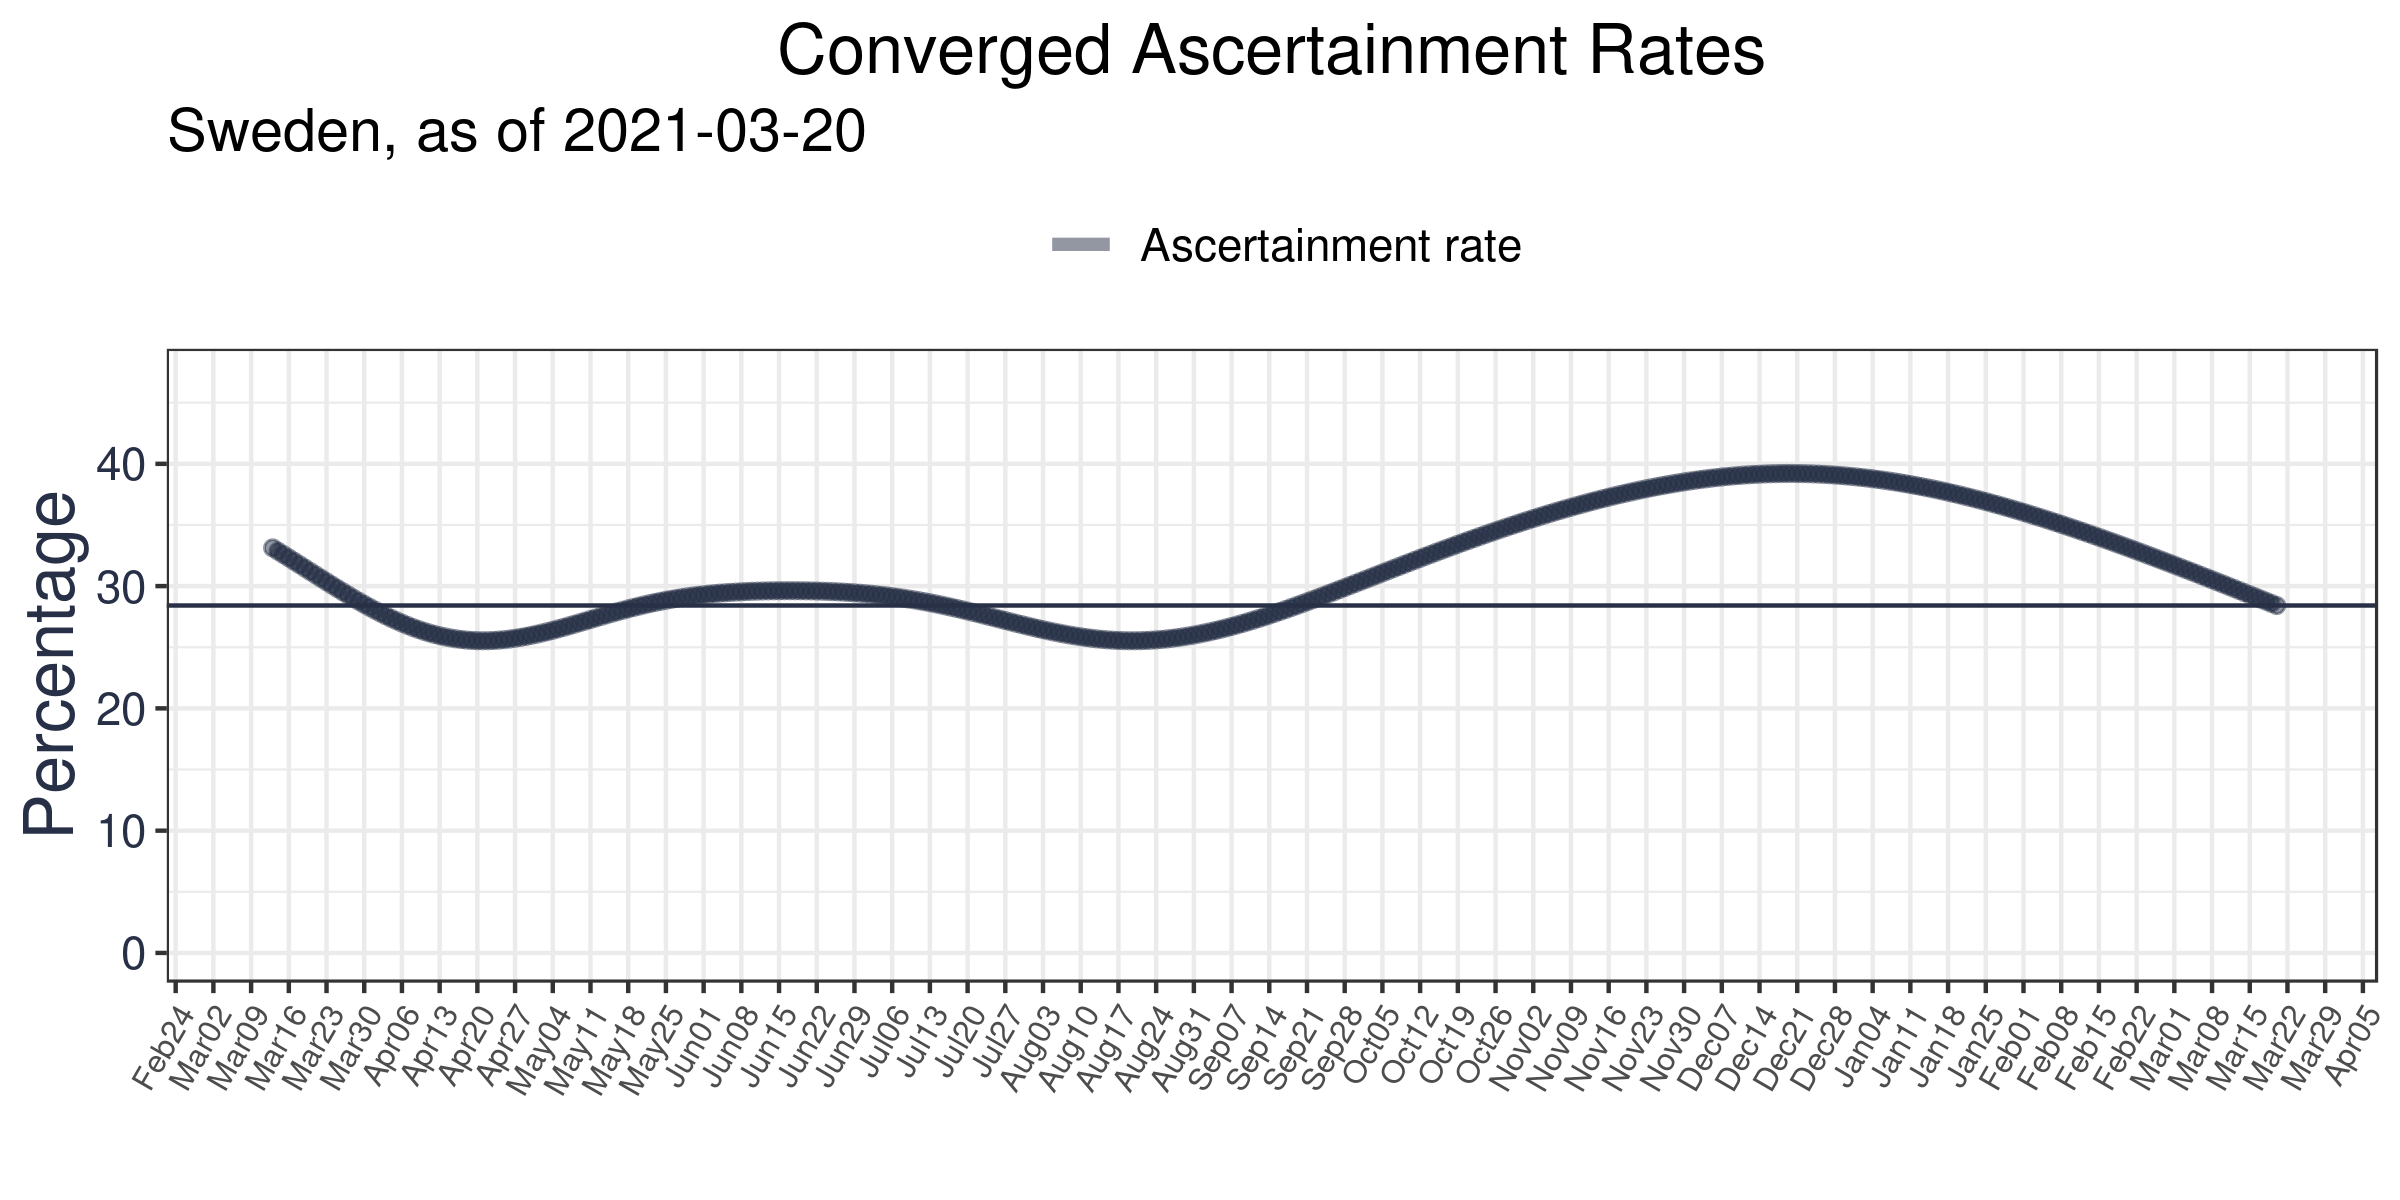 Converged Ascertainment Rates
Sweden, as of 2021-03-20
Ascertainment rate
Percentage
40
30
20
10
0
Feb24
Mar02
Mar09
Mar16
Mar23
Mar30
Apr06
Apr13
Apr20
Apr27
May04
May11
May18
May25
Jun01
Jun08
Jun15
Jun22
Jun29
Jul06
Jul13
Jul20
Jul27
Aug03
Aug10
Aug17
Aug24
Aug31
Sep07
Sep14
Sep21
Sep28
Oct05
Oct12
Oct19
Oct26
Nov02
Nov09
Nov16
Nov23
Nov30
Dec07
Dec14
Dec21
Dec28
Jan04
Jan11
Jan18
Jan25
Feb01
Feb08
Feb15
Feb22
Mar01
Mar08
Mar15
Mar22
Mar29
Apr05